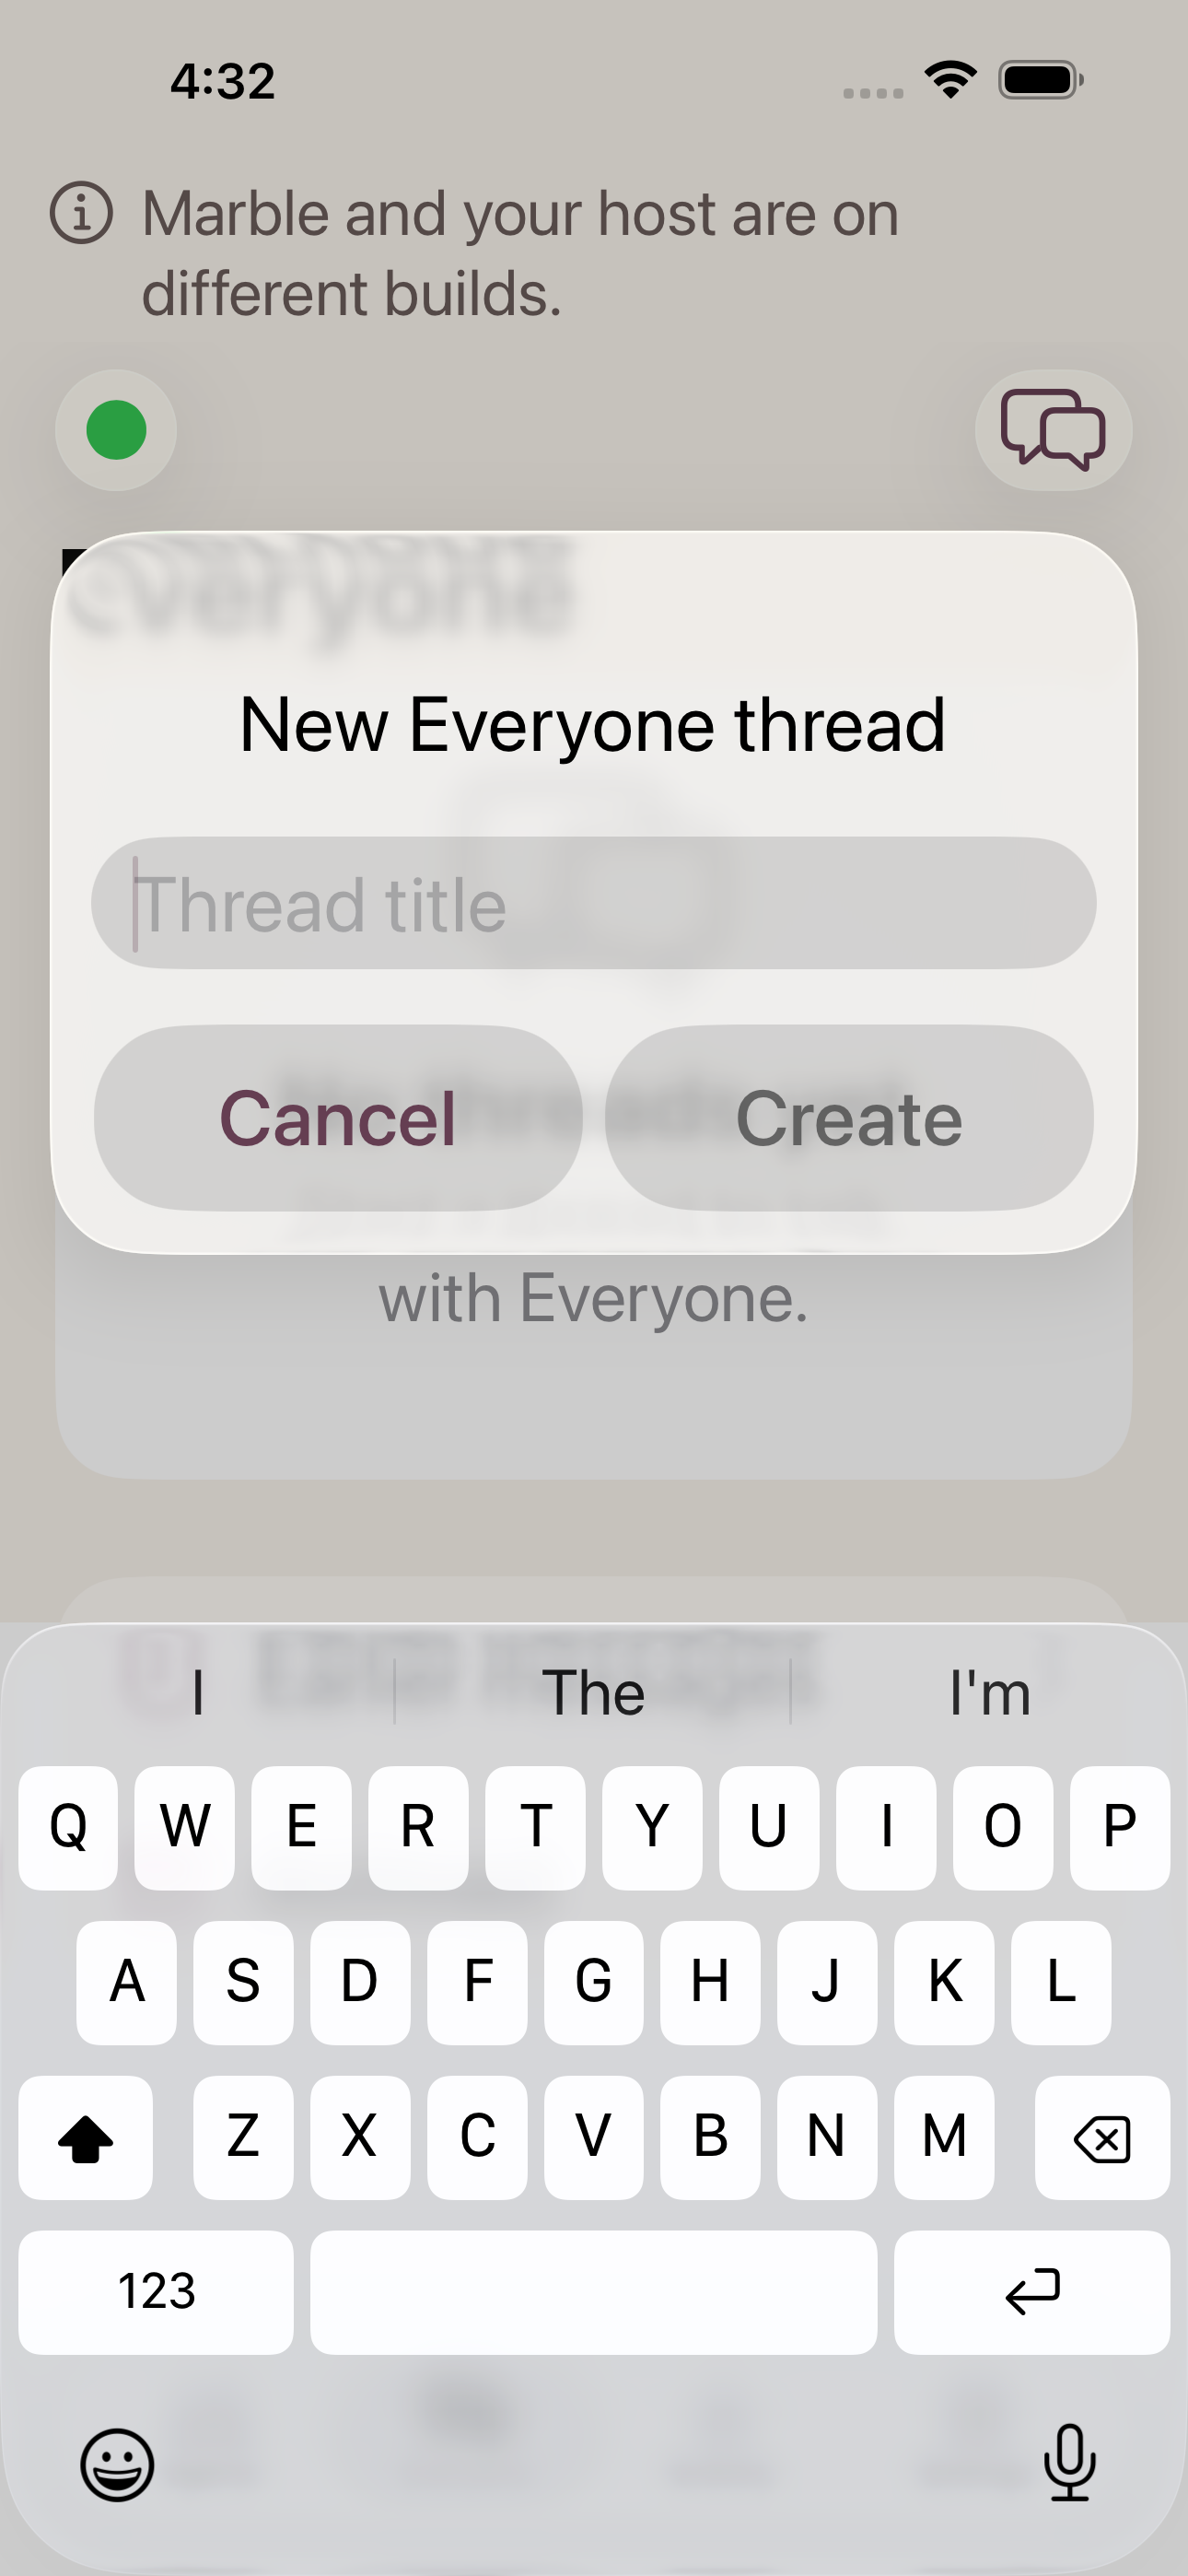 4:32
Marble and your host are on
different builds.
everyone
New Everyone thread
Thread title
Cancel
Create
with Everyone.
I
The
I'm
Q W E R T Y U I O P
A S D F G H J K L
Z X C V B N M
123